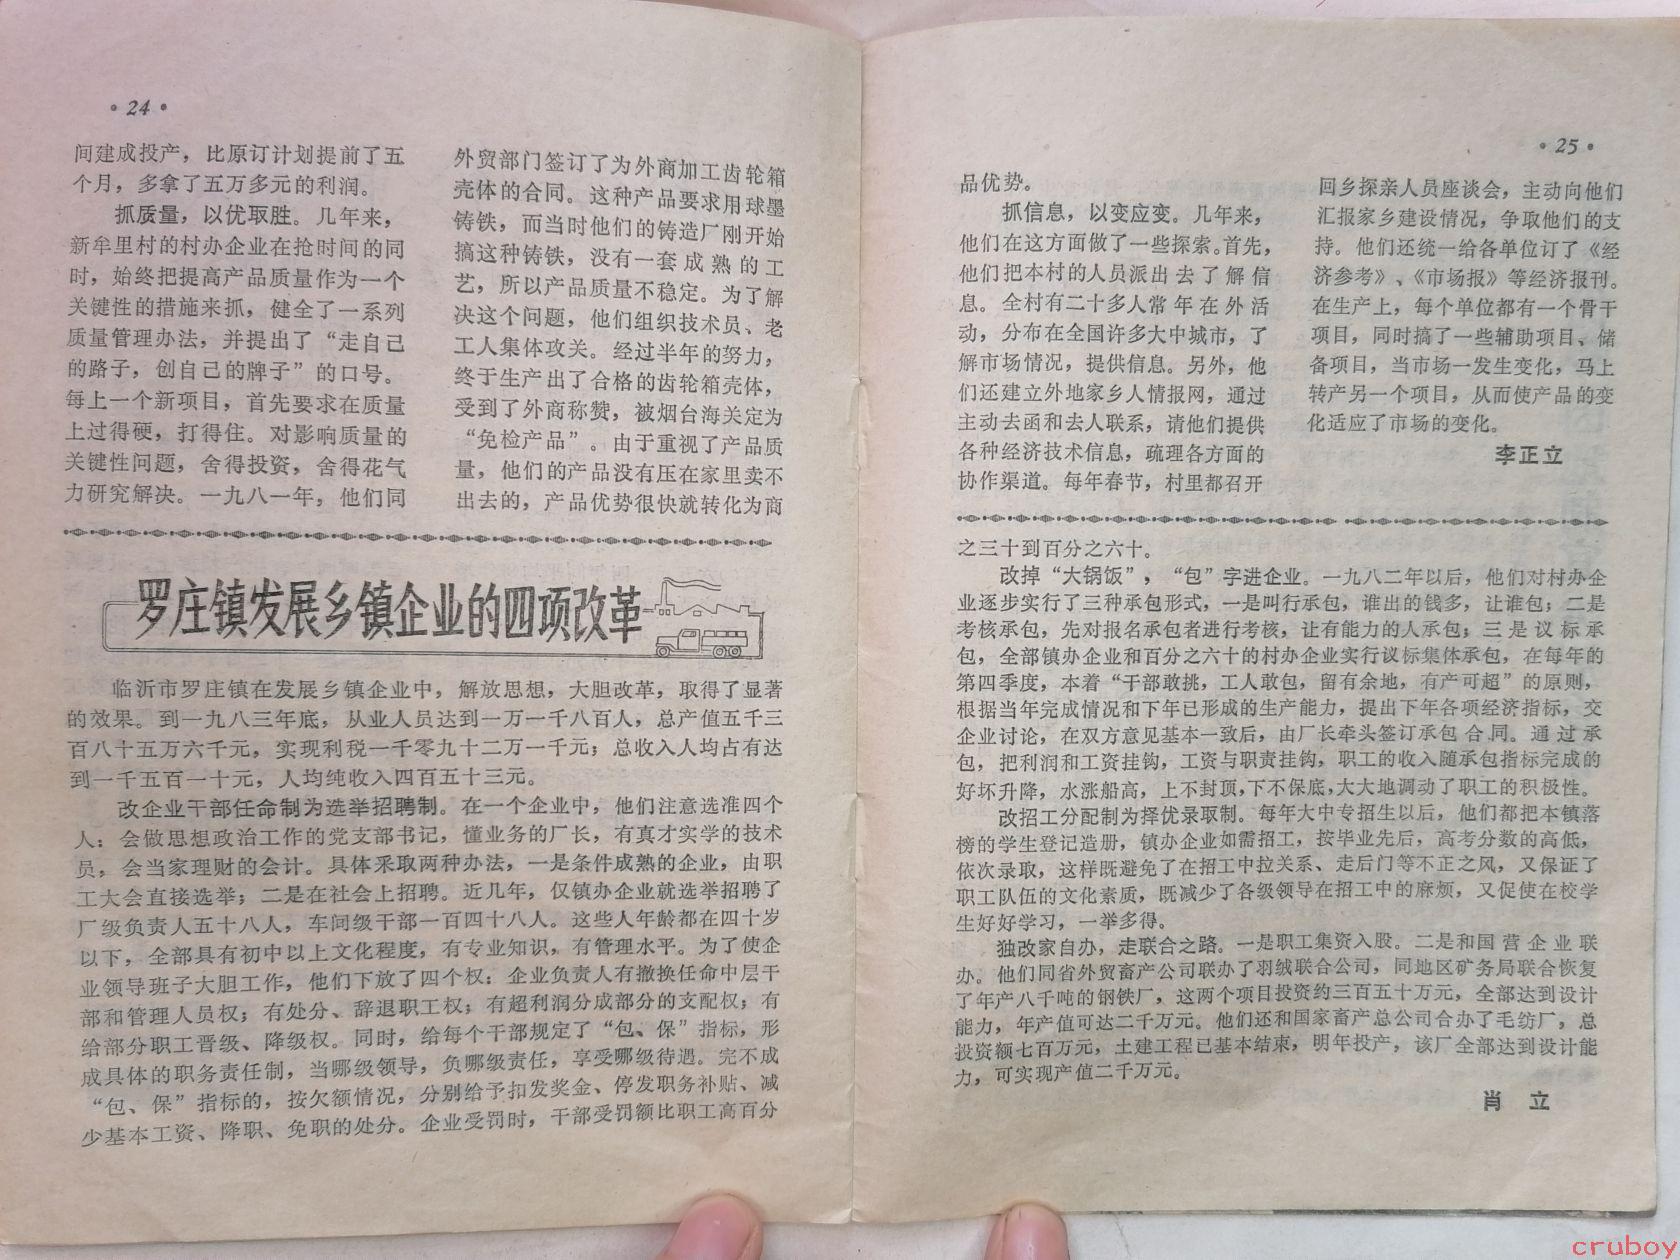 ·24·
间建成投产，比原订计划提前了五
个月，多拿了五万多元的利润。
抓质量，以优取胜。几年来，
新牟里村的村办企业在抢时间的同
时，始终把提高产品质量作为一个
关键性的措施来抓，健全了一系列
质量管理办法，并提出了“走自己
的路子，创自己的牌子”的口号。
每上一个新项目，首先要求在质量
上过得硬，打得住。对影响质量的
关键性问题，舍得投资，舍得花气
力研究解决。一九八一年，他们同
外贸部门签订了为外商加工齿轮箱
壳体的合同。这种产品要求用球墨
铸铁，而当时他们的铸造厂刚开始
搞这种铸铁，没有一套成熟的工
艺，所以产品质量不稳定。为了解
决这个问题，他们组织技术员、老
工人集体攻关。经过半年的努力，
终于生产出了合格的齿轮箱壳体，
受到了外商称赞，被烟台海关定为
“免检产品”。由于重视了产品质
量，他们的产品没有压在家里卖不
出去的，产品优势很快就转化为商
罗庄镇发展乡镇企业的四项改革
临沂市罗庄镇在发展乡镇企业中，解放思想，大胆改革，取得了显著
的效果。到一九八三年底，从业人员达到一万一千八百人，总产值五千三
百八十五万六千元，实现利税一千零九十二万一千元；总收入人均占有达
到一千五百一十元，人均纯收入四百五十三元。
改企业干部任命制为选举招聘制。在一个企业中，他们注意选准四个
人：会做思想政治工作的党支部书记，懂业务的厂长，有真才实学的技术
员，会当家理财的会计。具体采取两种办法，一是条件成熟的企业，由职
工大会直接选举；二是在社会上招聘。近几年，仅镇办企业就选举招聘了
厂级负责人五十八人，车间级干部一百四十八人。这些人年龄都在四十岁
以下，全部具有初中以上文化程度，有专业知识，有管理水平。为了使企
业领导班子大胆工作，他们下放了四个权：企业负责人有撤换任命中层干
部和管理人员权；有处分、辞退职工权；有超利润分成部分的支配权；有
给部分职工晋级、降级权。同时，给每个干部规定了“包、保”指标，形
成具体的职务责任制，当哪级领导，负哪级责任，享受哪级待遇。完不成
“包、保”指标的，按欠额情况，分别给予扣发奖金、停发职务补贴、减
少基本工资、降职、免职的处分。企业受罚时，干部受罚额比职工高百分
·25·
品优势。
抓信息，以变应变。几年来，
他们在这方面做了一些探索。首先，
他们把本村的人员派出去了解信
息。全村有二十多人常年在外活
动，分布在全国许多大中城市，了
解市场情况，提供信息。另外，他
们还建立外地家乡人情报网，通过
主动去函和去人联系，请他们提供
各种经济技术信息，疏理各方面的
协作渠道。每年春节，村里都召开
回乡探亲人员座谈会，主动向他们
汇报家乡建设情况，争取他们的支
持。他们还统一给各单位订了《经
济参考》、《市场报》等经济报刊。
在生产上，每个单位都有一个骨干
项目，同时搞了一些辅助项目、储
备项目，当市场一发生变化，马上
转产另一个项目，从而使产品的变
化适应了市场的变化。
李正立
之三十到百分之六十。
改掉“大锅饭”，“包”字进企业。一九八二年以后，他们对村办企
业逐步实行了三种承包形式，一是叫行承包，谁出的钱多，让谁包；二是
考核承包，先对报名承包者进行考核，让有能力的人承包；三是议标承
包，全部镇办企业和百分之六十的村办企业实行议标集体承包，在每年的
第四季度，本着“干部敢挑，工人敢包，留有余地，有产可超”的原则，
根据当年完成情况和下年已形成的生产能力，提出下年各项经济指标，交
企业讨论，在双方意见基本一致后，由厂长牵头签订承包合同。通过承
包，把利润和工资挂钩，工资与职责挂钩，职工的收入随承包指标完成的
好坏升降，水涨船高，上不封顶，下不保底，大大地调动了职工的积极性。
改招工分配制为择优录取制。每年大中专招生以后，他们都把本镇落
榜的学生登记造册，镇办企业如需招工，按毕业先后，高考分数的高低，
依次录取，这样既避免了在招工中拉关系、走后门等不正之风，又保证了
职工队伍的文化素质，既减少了各级领导在招工中的麻烦，又促使在校学
生好好学习，一举多得。
独改家自办，走联合之路。一是职工集资入股。二是和国营企业联
办。他们同省外贸畜产公司联办了羽绒联合公司，同地区矿务局联合恢复
了年产八千吨的钢铁厂，这两个项目投资约三百五十万元，全部达到设计
能力，年产值可达二千万元。他们还和国家畜产总公司合办了毛纺厂，总
投资额七百万元，土建工程已基本结束，明年投产，该厂全部达到设计能
力，可实现产值二千万元。
肖 立
cruboy